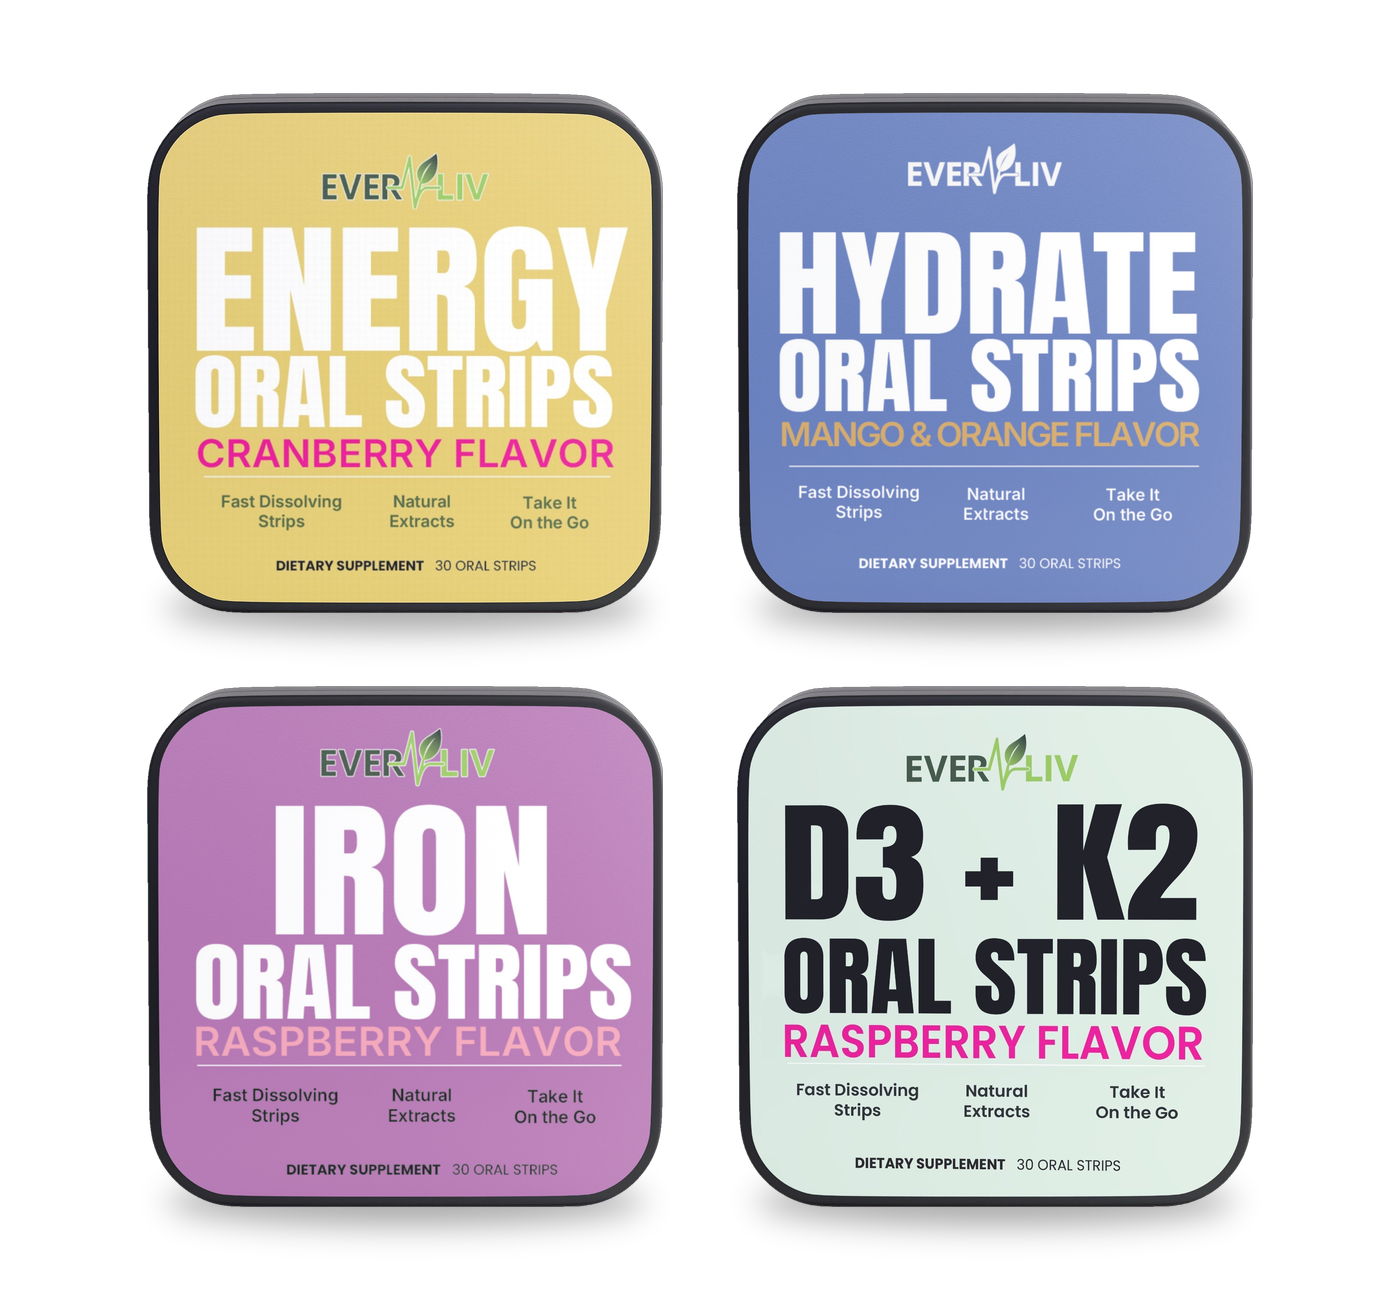 EVERLIV
ENERGY
ORAL STRIPS
CRANBERRY FLAVOR
Fast Dissolving
Strips
Natural
Extracts
Take It
On the Go
DIETARY SUPPLEMENT 30 ORAL STRIPS
EVERLIV
HYDRATE
ORAL STRIPS
MANGO & ORANGE FLAVOR
Fast Dissolving
Strips
Natural
Extracts
Take It
On the Go
DIETARY SUPPLEMENT 30 ORAL STRIPS
EVERLIV
IRON
ORAL STRIPS
RASPBERRY FLAVOR
Fast Dissolving
Strips
Natural
Extracts
Take It
On the Go
DIETARY SUPPLEMENT 30 ORAL STRIPS
EVERLIV
D3 + K2
ORAL STRIPS
RASPBERRY FLAVOR
Fast Dissolving
Strips
Natural
Extracts
Take It
On the Go
DIETARY SUPPLEMENT 30 ORAL STRIPS